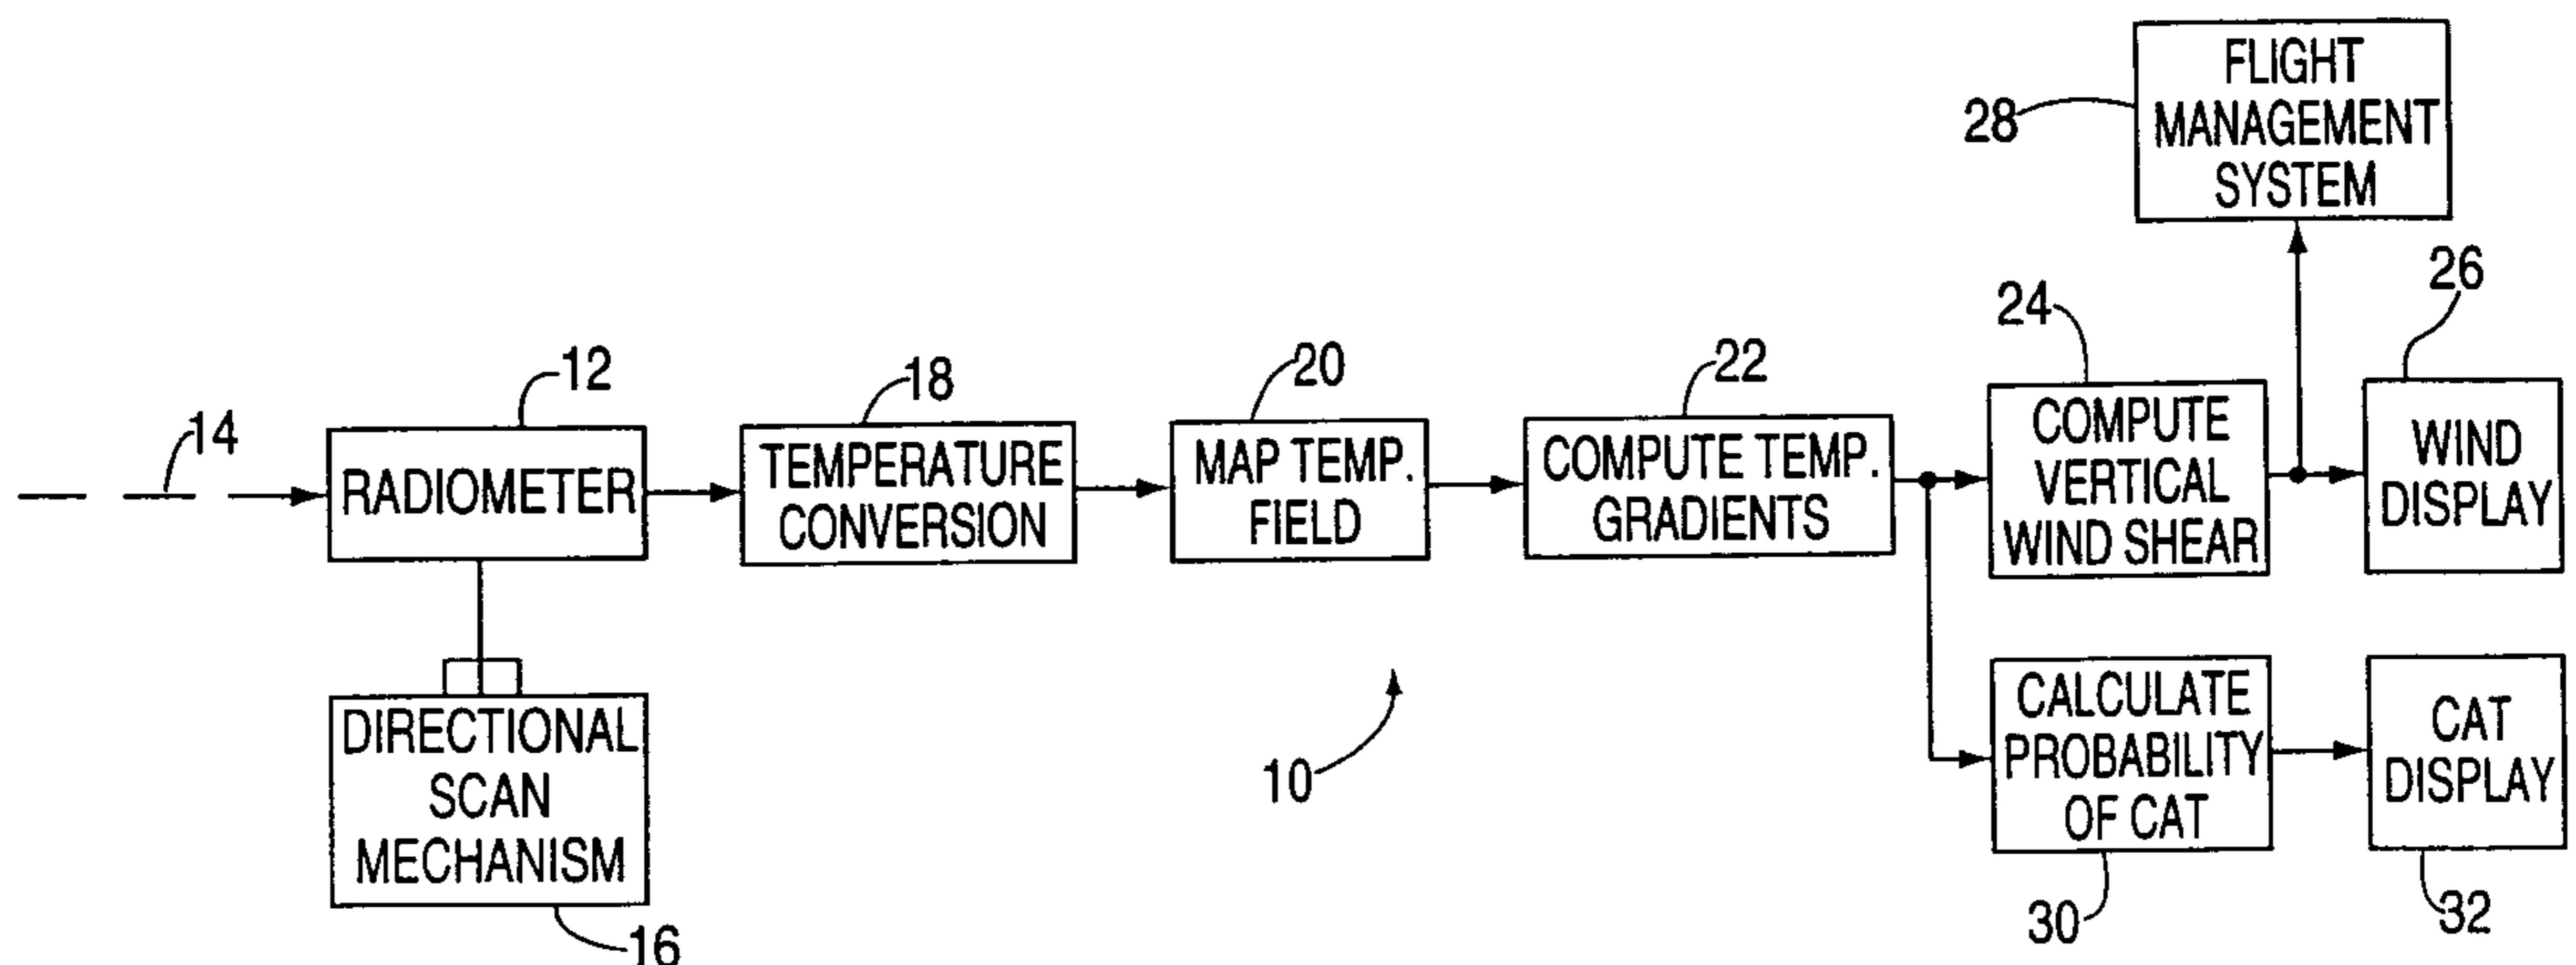 FLIGHT
MANAGEMENT
SYSTEM
28
26
24
22
20
18
12
14
RADIOMETER
TEMPERATURE
CONVERSION
MAP TEMP.
FIELD
COMPUTE TEMP.
GRADIENTS
COMPUTE
VERTICAL
WIND SHEAR
WIND
DISPLAY
DIRECTIONAL
SCAN
MECHANISM
16
10
CALCULATE
PROBABILITY
OF CAT
30
CAT
DISPLAY
32